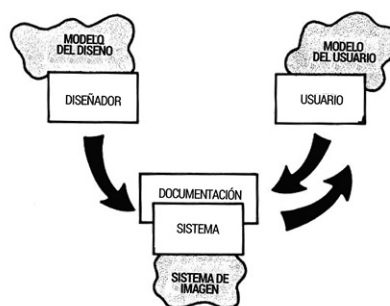 MODELO
DEL DISEÑO
DISEÑADOR
MODELO
DEL USUARIO
USUARIO
DOCUMENTACIÓN
SISTEMA
SISTEMA DE
IMAGEN